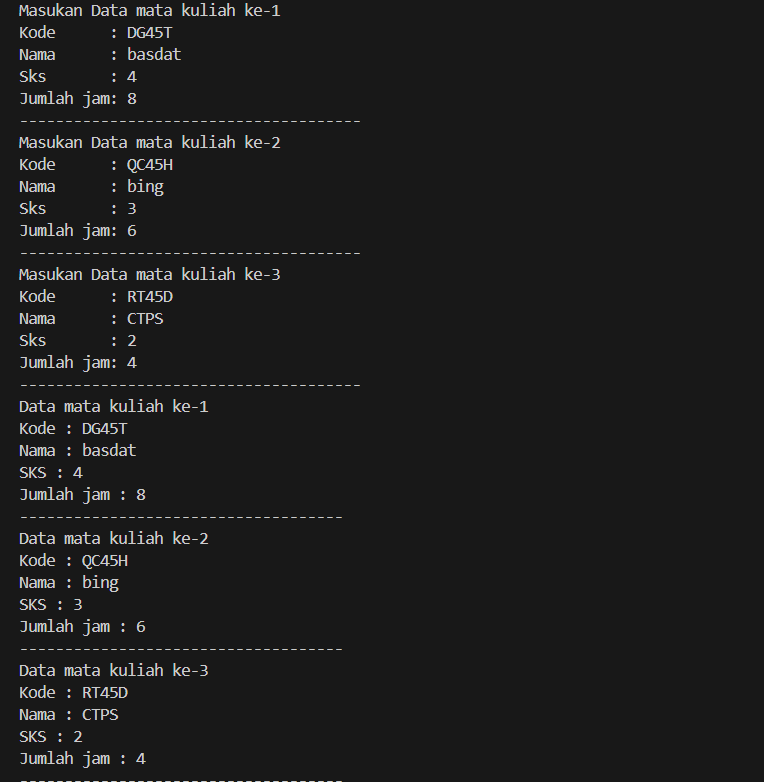 Masukan Data mata kuliah ke-1
Kode      : DG45T
Nama      : basdat
Sks       : 4
Jumlah jam: 8
--------------------------------------
Masukan Data mata kuliah ke-2
Kode      : QC45H
Nama      : bing
Sks       : 3
Jumlah jam: 6
--------------------------------------
Masukan Data mata kuliah ke-3
Kode      : RT45D
Nama      : CTPS
Sks       : 2
Jumlah jam: 4
--------------------------------------
Data mata kuliah ke-1
Kode : DG45T
Nama : basdat
SKS : 4
Jumlah jam : 8
------------------------------------
Data mata kuliah ke-2
Kode : QC45H
Nama : bing
SKS : 3
Jumlah jam : 6
------------------------------------
Data mata kuliah ke-3
Kode : RT45D
Nama : CTPS
SKS : 2
Jumlah jam : 4
------------------------------------